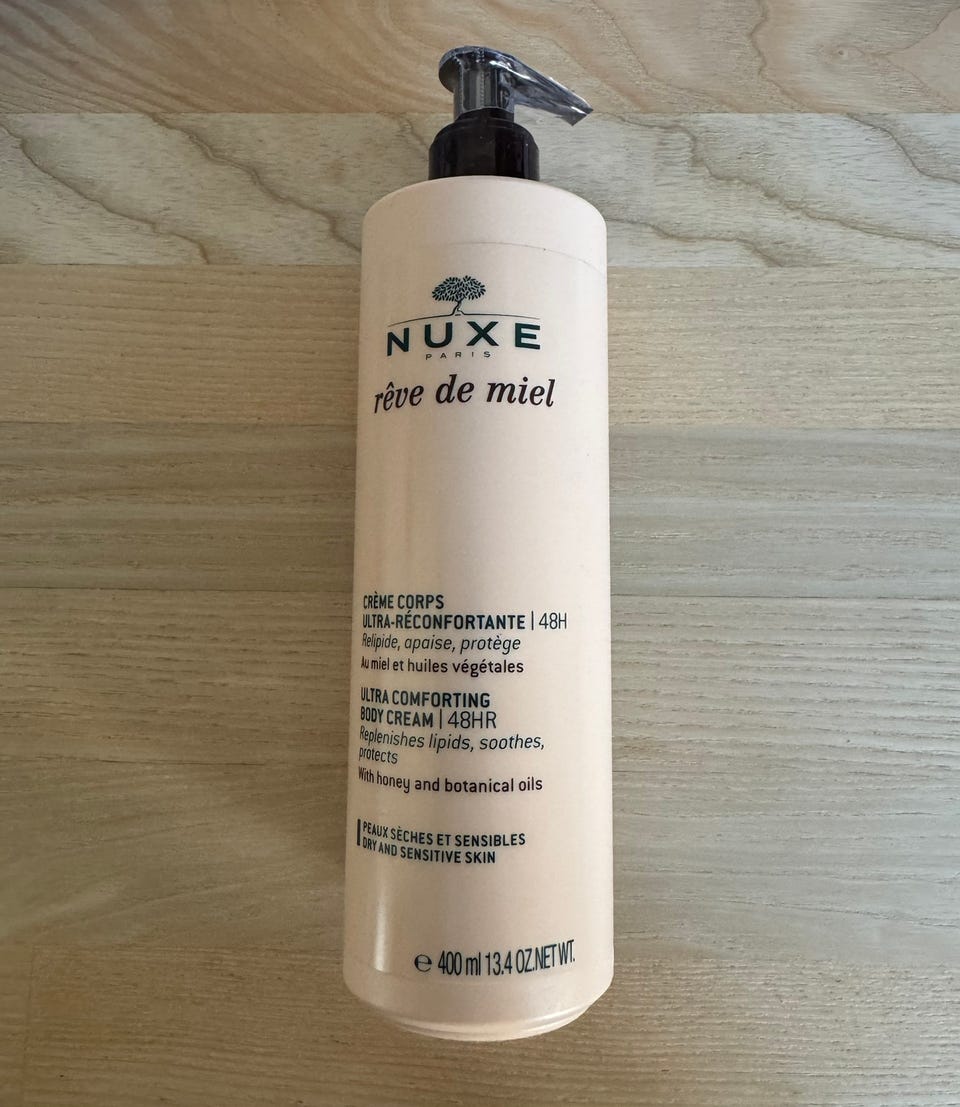 NUXE
PARIS
rêve de miel
CRÈME CORPS
ULTRA-RÉCONFORTANTE | 48H
Relipide, apaise, protège
Au miel et huiles végétales
ULTRA COMFORTING
BODY CREAM | 48HR
Replenishes lipids, soothes,
protects
With honey and botanical oils
PEAUX SÈCHES ET SENSIBLES
DRY AND SENSITIVE SKIN
℮ 400 ml 13.4 OZ.NET WT.